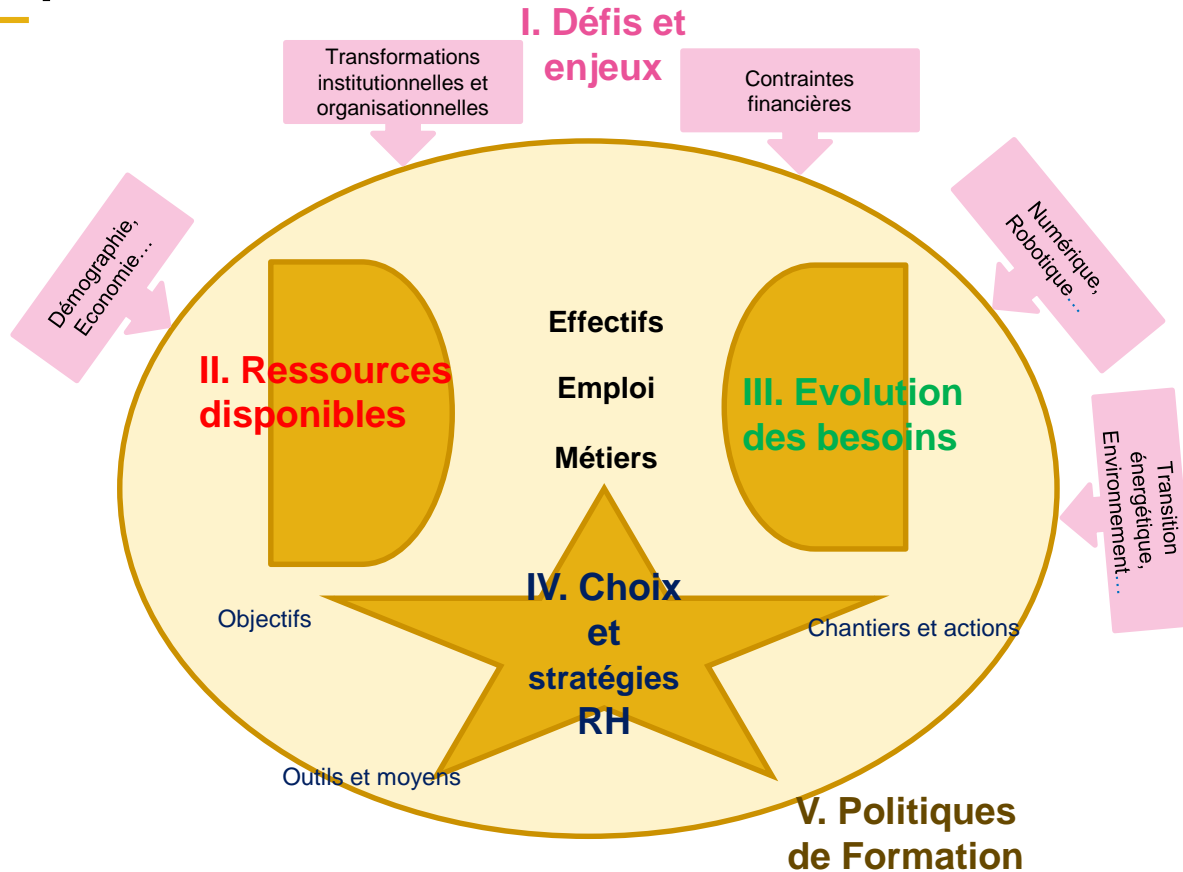 I. Défis et
enjeux
Transformations
institutionnelles et
organisationnelles
Contraintes
financières
Démographie,
Economie…
Numérique,
Robotique…
Transition
énergétique,
Environnement…
Effectifs
Emploi
Métiers
II. Ressources
disponibles
III. Evolution
des besoins
IV. Choix
et
stratégies
RH
Objectifs
Chantiers et actions
Outils et moyens
V. Politiques
de Formation